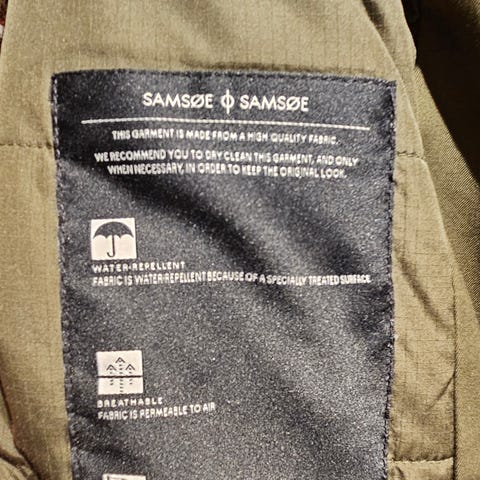 SAMSØE ϕ SAMSØE
THIS GARMENT IS MADE FROM A HIGH QUALITY FABRIC.
WE RECOMMEND YOU TO DRY CLEAN THIS GARMENT, AND ONLY
WHEN NECESSARY, IN ORDER TO KEEP THE ORIGINAL LOOK.
WATER-REPELLENT
FABRIC IS WATER-REPELLENT BECAUSE OF A SPECIALLY TREATED SURFACE
BREATHABLE
FABRIC IS PERMEABLE TO AIR